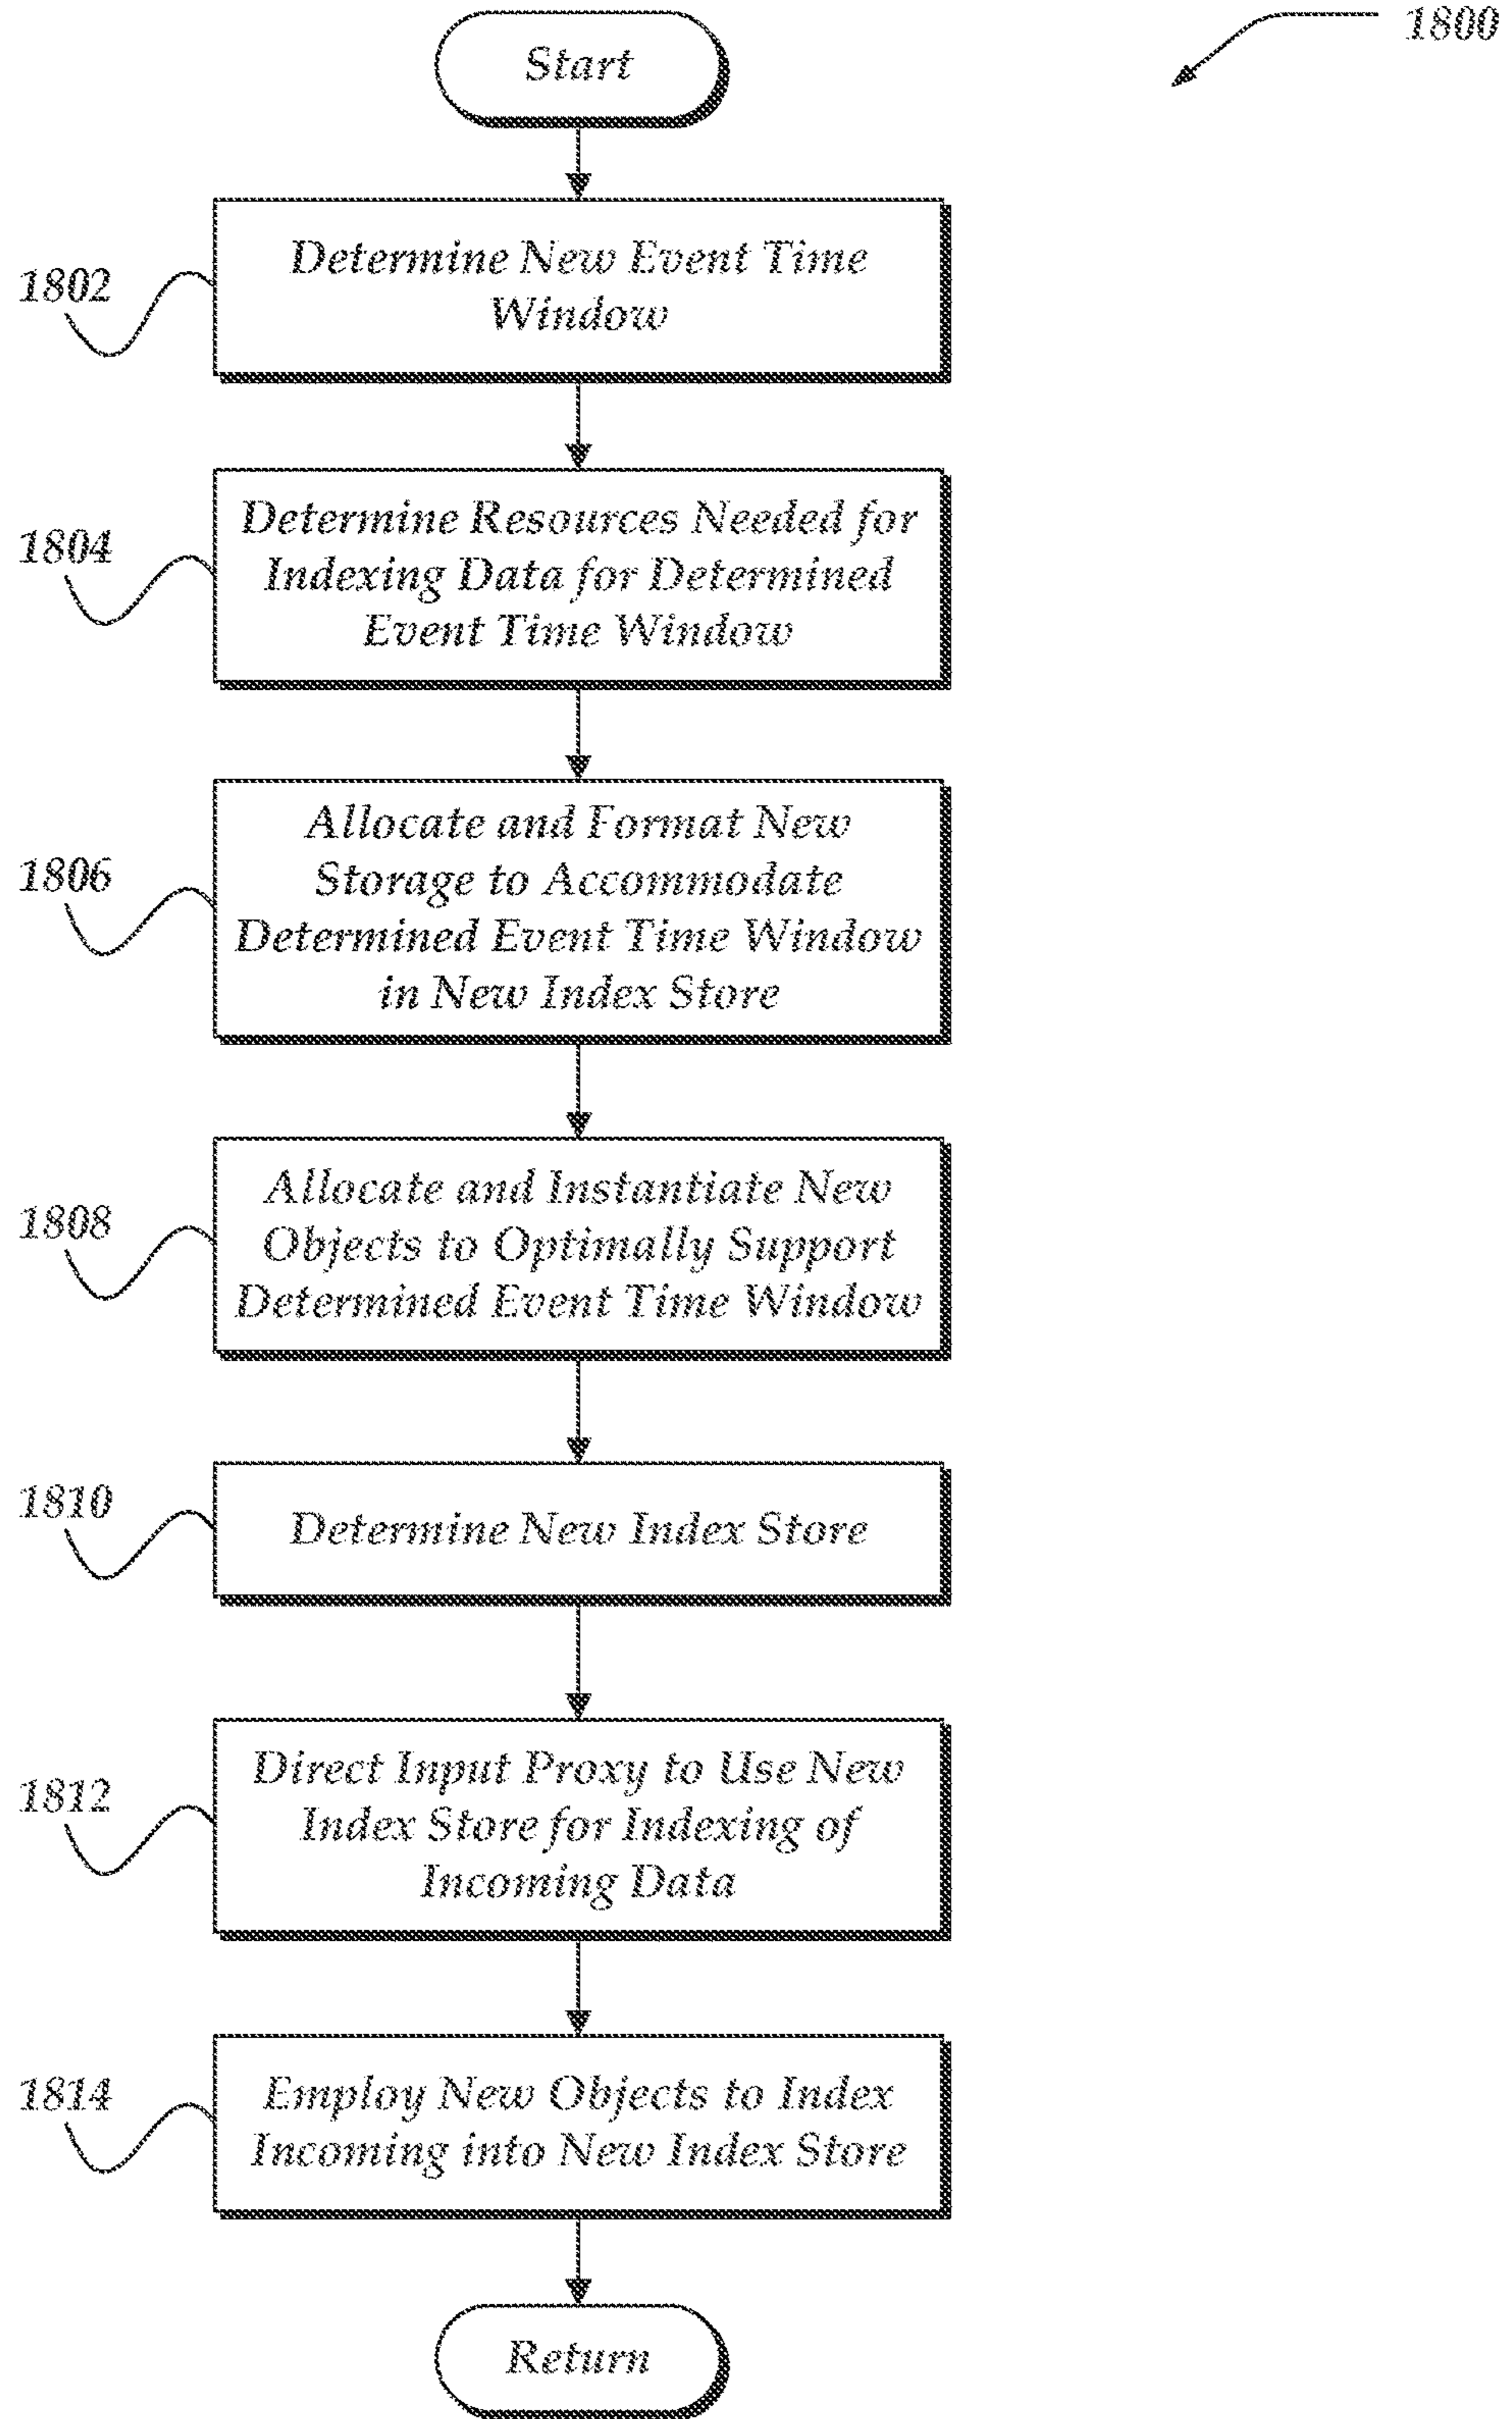 1800
Start
1802
Determine New Event Time
Window
1804
Determine Resources Needed for
Indexing Data for Determined
Event Time Window
1806
Allocate and Format New
Storage to Accommodate
Determined Event Time Window
in New Index Store
1808
Allocate and Instantiate New
Objects to Optimally Support
Determined Event Time Window
1810
Determine New Index Store
1812
Direct Input Proxy to Use New
Index Store for Indexing of
Incoming Data
1814
Employ New Objects to Index
Incoming into New Index Store
Return